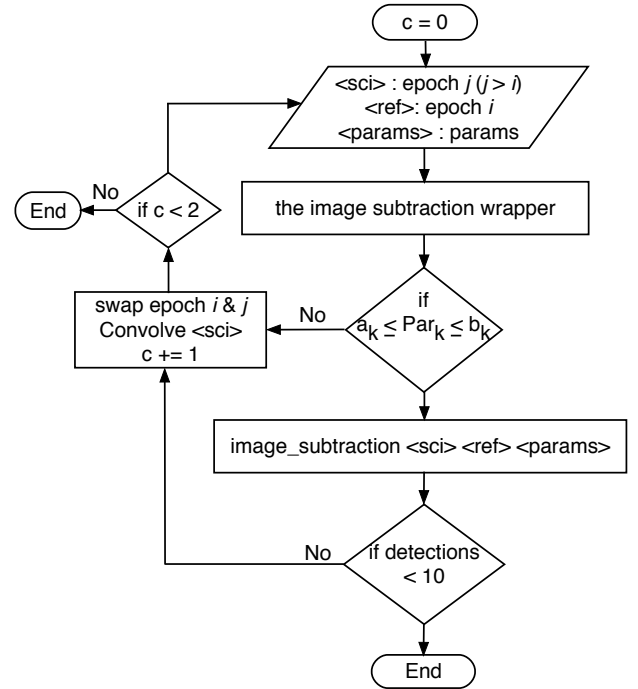 c = 0
<sci> : epoch j (j > i)
<ref>: epoch i
<params> : params
No
End
if c < 2
the image subtraction wrapper
swap epoch i & j
Convolve <sci>
c += 1
No
if
a_k ≤ Par_k ≤ b_k
image_subtraction <sci> <ref> <params>
No
if detections
< 10
End